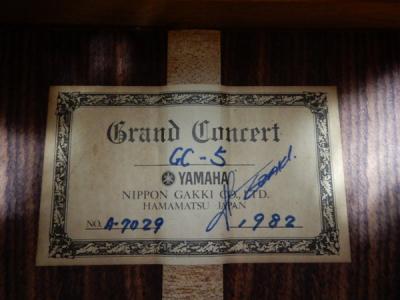 Grand Concert
GC-5
YAMAHA
NIPPON GAKKI CO., LTD.
HAMAMATSU JAPAN
NO. A-7029 1982